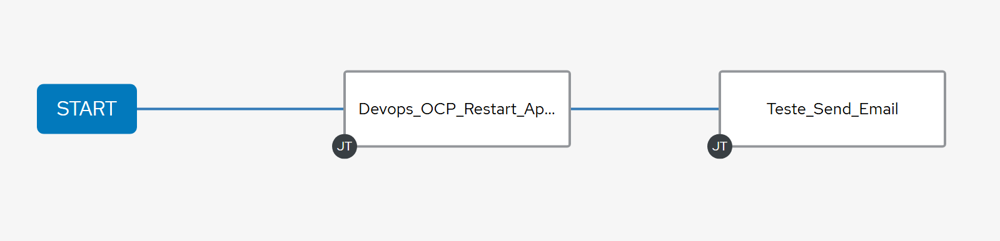 START
Devops_OCP_Restart_Ap...
JT
Teste_Send_Email
JT